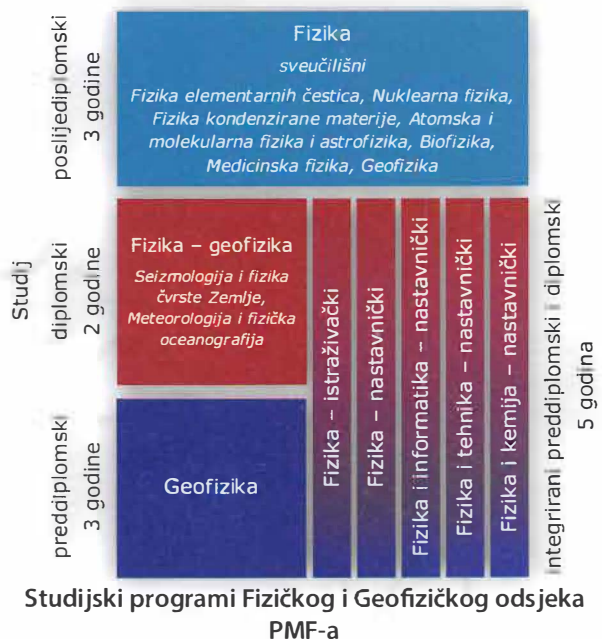 Fizika
sveučilišni
Fizika elementarnih čestica, Nuklearna fizika,
Fizika kondenzirane materije, Atomska i
molekularna fizika i astrofizika, Biofizika,
Medicinska fizika, Geofizika
poslijediplomski
3 godine
Studij
diplomski
2 godine
Fizika – geofizika
Seizmologija i fizika
čvrste Zemlje,
Meteorologija i fizička
oceanografija
preddiplomski
3 godine
Geofizika
Fizika – istraživački
Fizika – nastavnički
Fizika i informatika – nastavnički
Fizika i tehnika – nastavnički
Fizika i kemija – nastavnički
integrirani preddiplomski i diplomski
5 godina
Studijski programi Fizičkog i Geofizičkog odsjeka
PMF-a